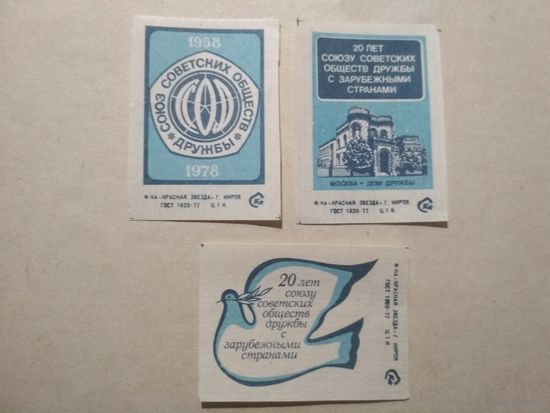 1958
СОЮЗ СОВЕТСКИХ ОБЩЕСТВ
* ДРУЖБЫ *
1978
Ф-КА «КРАСНАЯ ЗВЕЗДА» Г. КИРОВ
ГОСТ 1820-77 Ц. 1 К.
20 ЛЕТ
СОЮЗУ СОВЕТСКИХ
ОБЩЕСТВ ДРУЖБЫ
С ЗАРУБЕЖНЫМИ
СТРАНАМИ
МОСКВА • ДОМ ДРУЖБЫ
Ф-КА «КРАСНАЯ ЗВЕЗДА» Г. КИРОВ
ГОСТ 1820-77 Ц. 1 К.
20 лет
союзу
советских
обществ
дружбы
с
зарубежными
странами
Ф-КА «КРАСНАЯ ЗВЕЗДА» Г. КИРОВ
ГОСТ 1820-77 Ц. 1 К.